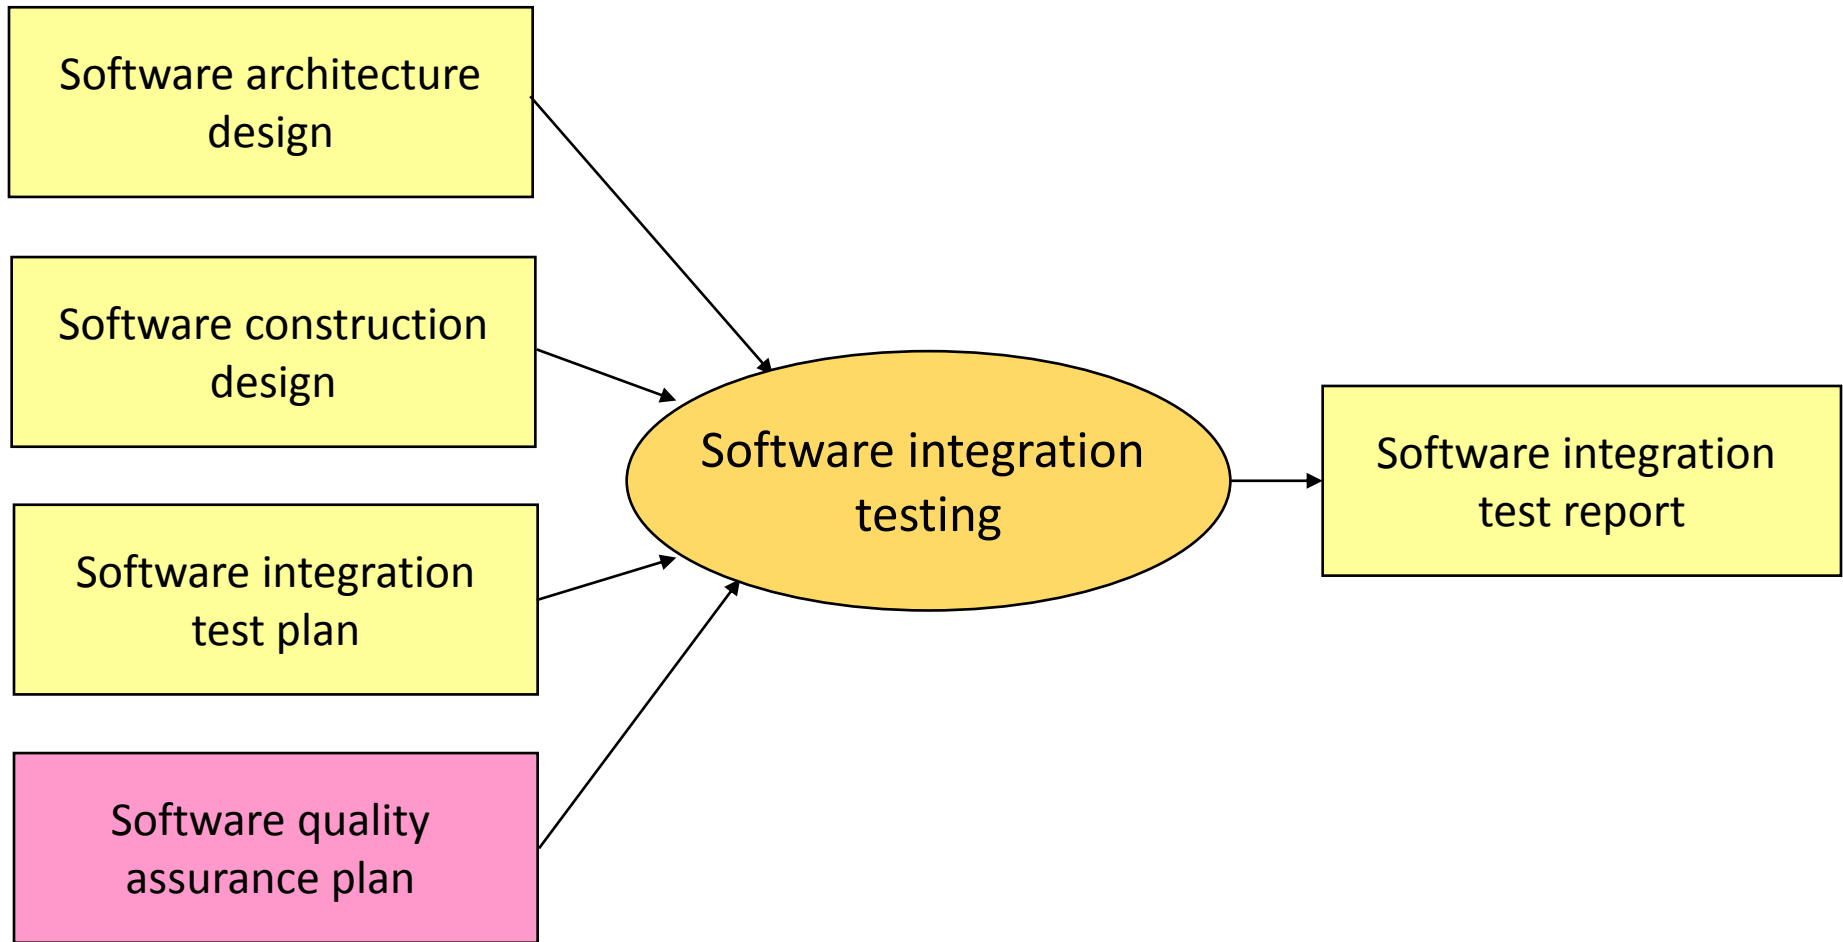 Software architecture
design
Software construction
design
Software integration
test plan
Software quality
assurance plan
Software integration
testing
Software integration
test report